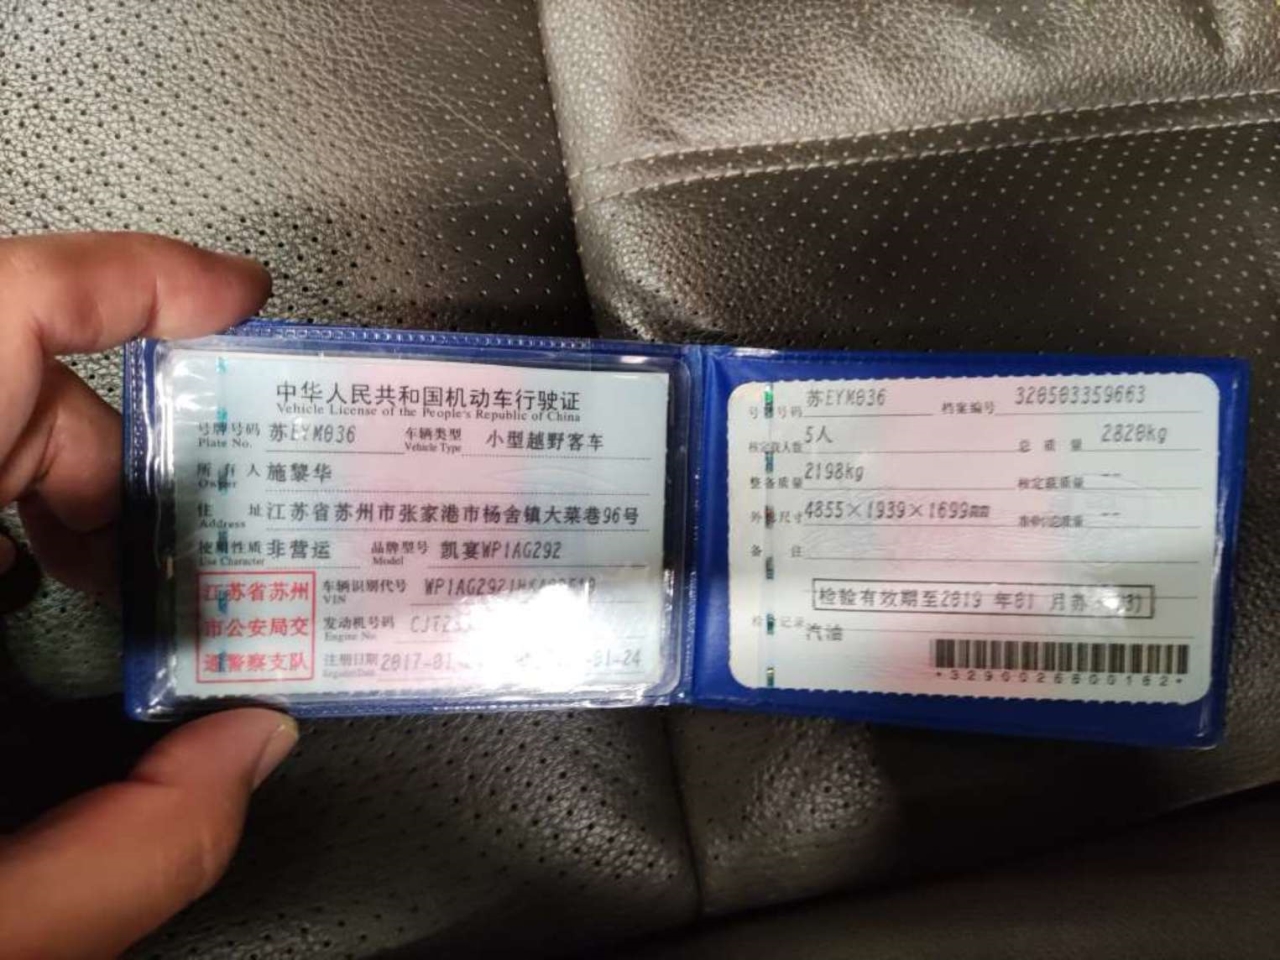 中华人民共和国机动车行驶证
Vehicle License of the People's Republic of China
号牌号码 苏EYM036 车辆类型 小型越野客车
Plate No. Vehicle Type
所有人 施黎华
Owner
住址 江苏省苏州市张家港市杨舍镇大菜巷96号
Address
使用性质 非营运 品牌型号 凯宴WP1AG292
Use Character Model
江苏省苏州
市公安局交
通警察支队
车辆识别代号
VIN
发动机号码
Engine No.
注册日期
Register Date
号牌号码 苏EYM036 档案编号 320503359663
核定载人数 5人 总质量 2820kg
整备质量 2198kg 核定载质量 --
外廓尺寸 4855×1939×1699mm 准牵引总质量 --
备注
检验有效期至2019 年01 月苏
检验记录
汽油
*3290026800182*